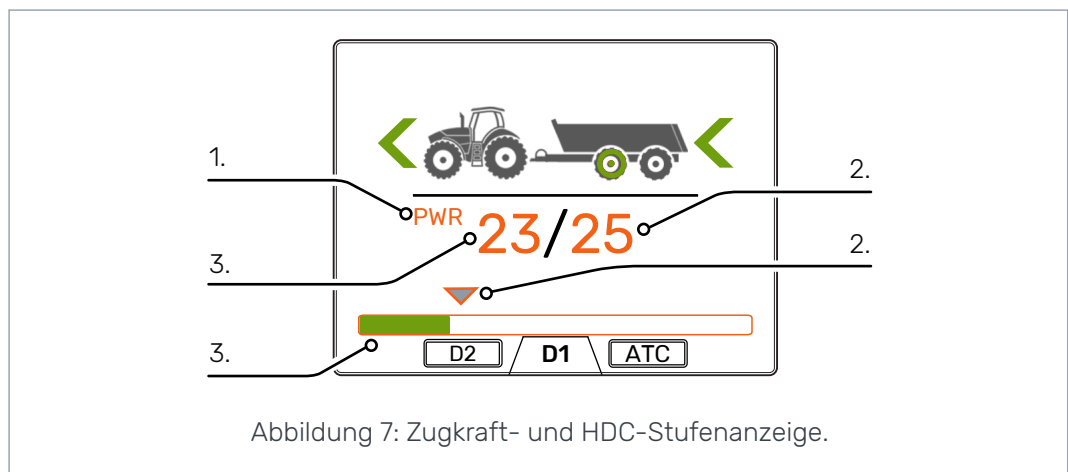 1.
2.
PWR
23/25
3.
2.
3.
D2
D1
ATC
Abbildung 7: Zugkraft- und HDC-Stufenanzeige.